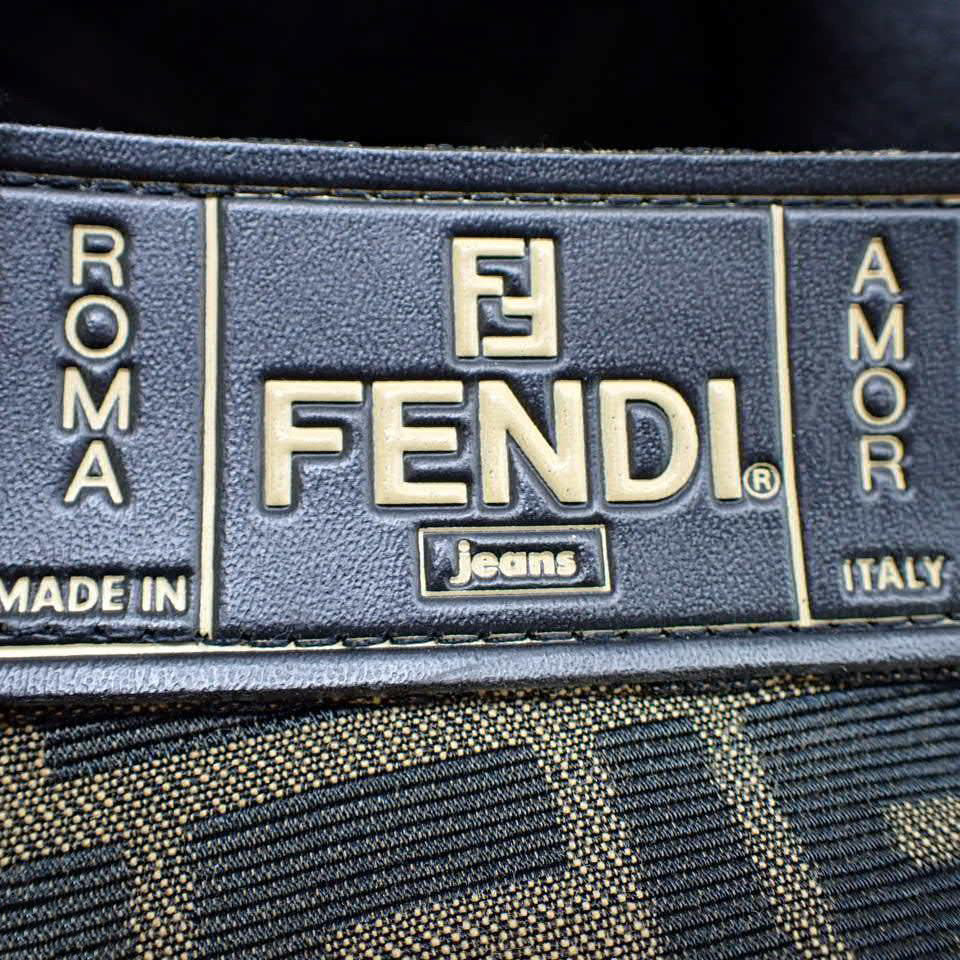 ROMA
MADE IN
FF
FENDI®
jeans
AMOR
ITALY